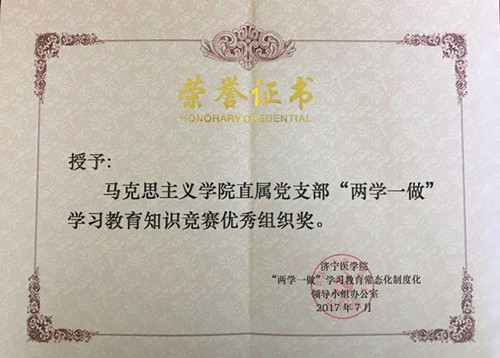 荣誉证书
HONORARY CREDENTIAL
授予:
马克思主义学院直属党支部“两学一做”
学习教育知识竞赛优秀组织奖。
济宁医学院
“两学一做”学习教育常态化制度化
领导小组办公室
2017年7月